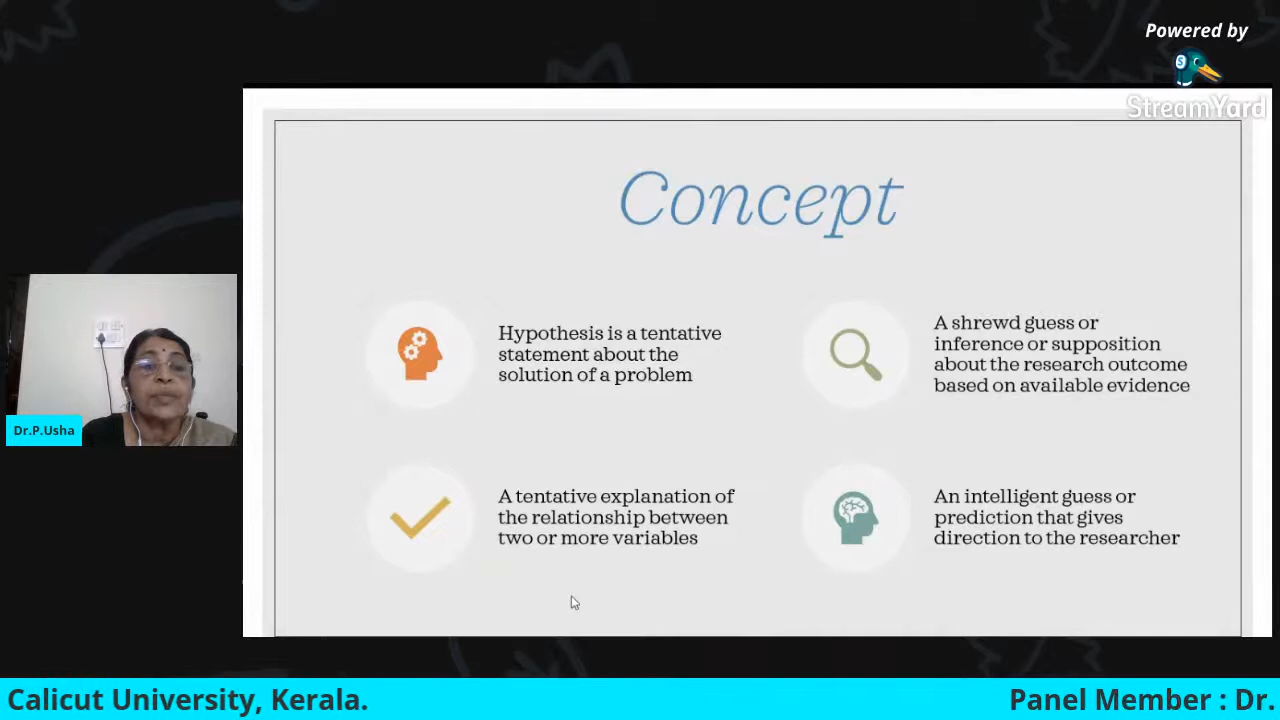 Powered by
StreamYard
Concept
Hypothesis is a tentative
statement about the
solution of a problem
A shrewd guess or
inference or supposition
about the research outcome
based on available evidence
A tentative explanation of
the relationship between
two or more variables
An intelligent guess or
prediction that gives
direction to the researcher
Dr.P.Usha
Calicut University, Kerala.
Panel Member : Dr.